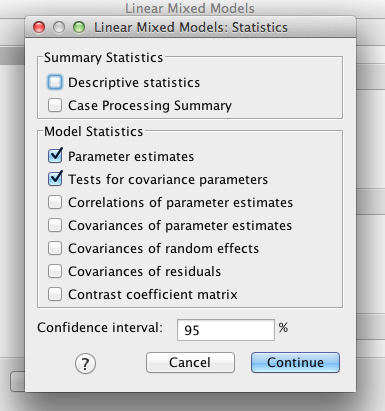 Linear Mixed Models
Linear Mixed Models: Statistics
Summary Statistics
Descriptive statistics
Case Processing Summary
Model Statistics
Parameter estimates
Tests for covariance parameters
Correlations of parameter estimates
Covariances of parameter estimates
Covariances of random effects
Covariances of residuals
Contrast coefficient matrix
Confidence interval: 95 %
? Cancel Continue